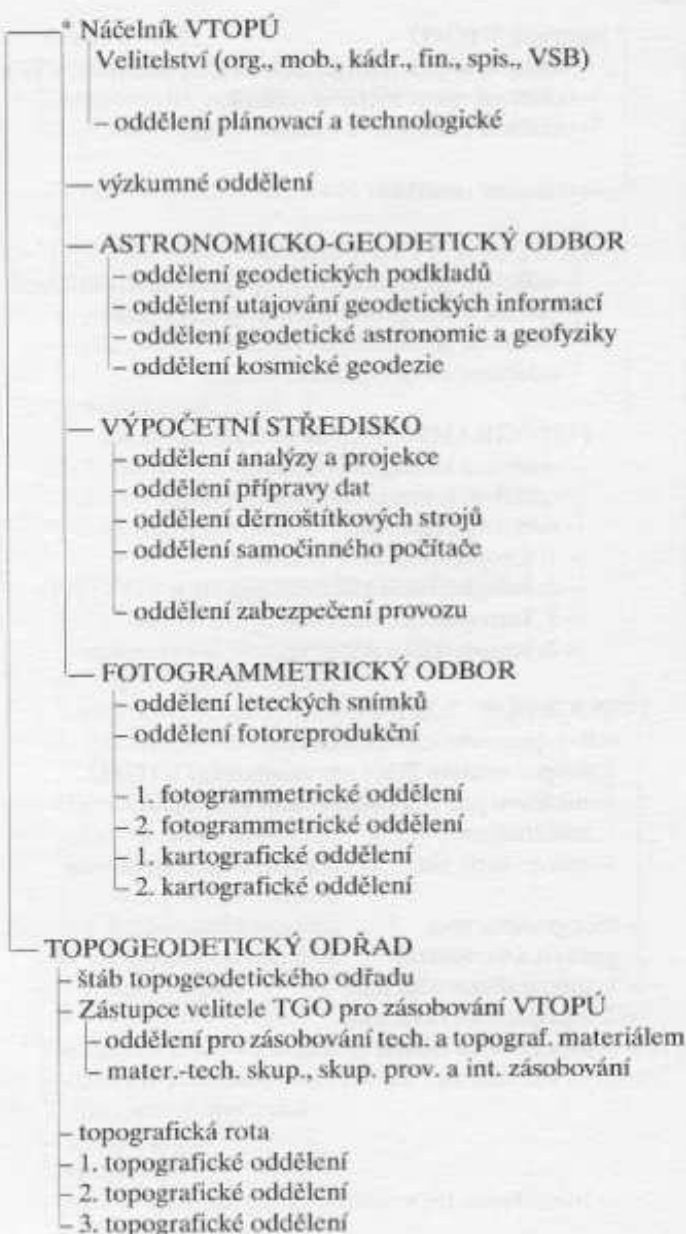 * Náčelník VTOPÚ
Velitelství (org., mob., kádr., fin., spis., VSB)
– oddělení plánovací a technologické
– výzkumné oddělení
– ASTRONOMICKO-GEODETICKÝ ODBOR
– oddělení geodetických podkladů
– oddělení utajování geodetických informací
– oddělení geodetické astronomie a geofyziky
– oddělení kosmické geodezie
– VÝPOČETNÍ STŘEDISKO
– oddělení analýzy a projekce
– oddělení přípravy dat
– oddělení děrnoštítkových strojů
– oddělení samočinného počítače
– oddělení zabezpečení provozu
– FOTOGRAMMETRICKÝ ODBOR
– oddělení leteckých snímků
– oddělení fotoreprodukční
– 1. fotogrammetrické oddělení
– 2. fotogrammetrické oddělení
– 1. kartografické oddělení
– 2. kartografické oddělení
– TOPOGEODETICKÝ ODŘAD
– štáb topogeodetického odřadu
– Zástupce velitele TGO pro zásobování VTOPÚ
– oddělení pro zásobování tech. a topograf. materiálem
– mater.-tech. skup., skup. prov. a int. zásobování
– topografická rota
– 1. topografické oddělení
– 2. topografické oddělení
– 3. topografické oddělení